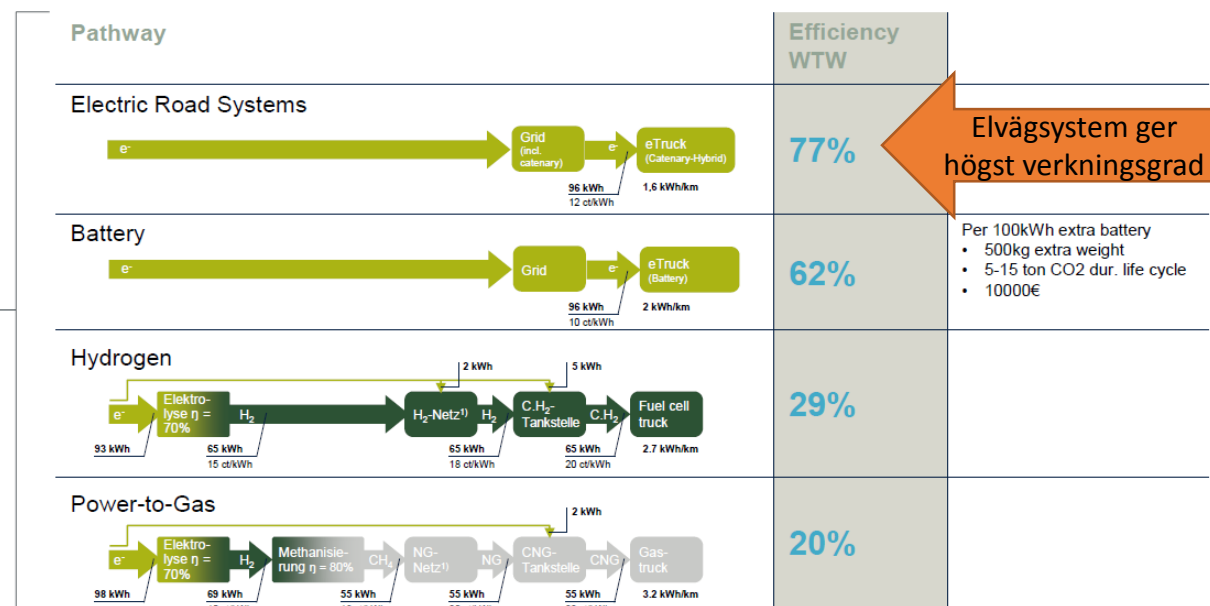 Pathway
Efficiency
WTW
Electric Road Systems
e-
Grid
(incl.
catenary)
e-
eTruck
(Catenary-Hybrid)
96 kWh
12 ct/kWh
1,6 kWh/km
77%
Elvägsystem ger
högst verkningsgrad
Battery
e-
Grid
e-
eTruck
(Battery)
96 kWh
10 ct/kWh
2 kWh/km
62%
Per 100kWh extra battery
• 500kg extra weight
• 5-15 ton CO2 dur. life cycle
• 10000€
Hydrogen
2 kWh
5 kWh
e-
Elektro-
lyse η =
70%
H2
H2-Netz1)
H2
C.H2-
Tankstelle
C.H2
Fuel cell
truck
93 kWh
65 kWh
15 ct/kWh
65 kWh
18 ct/kWh
65 kWh
20 ct/kWh
2.7 kWh/km
29%
Power-to-Gas
2 kWh
e-
Elektro-
lyse η =
70%
H2
Methanisie-
rung η = 80%
CH4
NG-
Netz1)
NG
CNG-
Tankstelle
CNG
Gas-
truck
98 kWh
69 kWh
55 kWh
55 kWh
55 kWh
3.2 kWh/km
20%